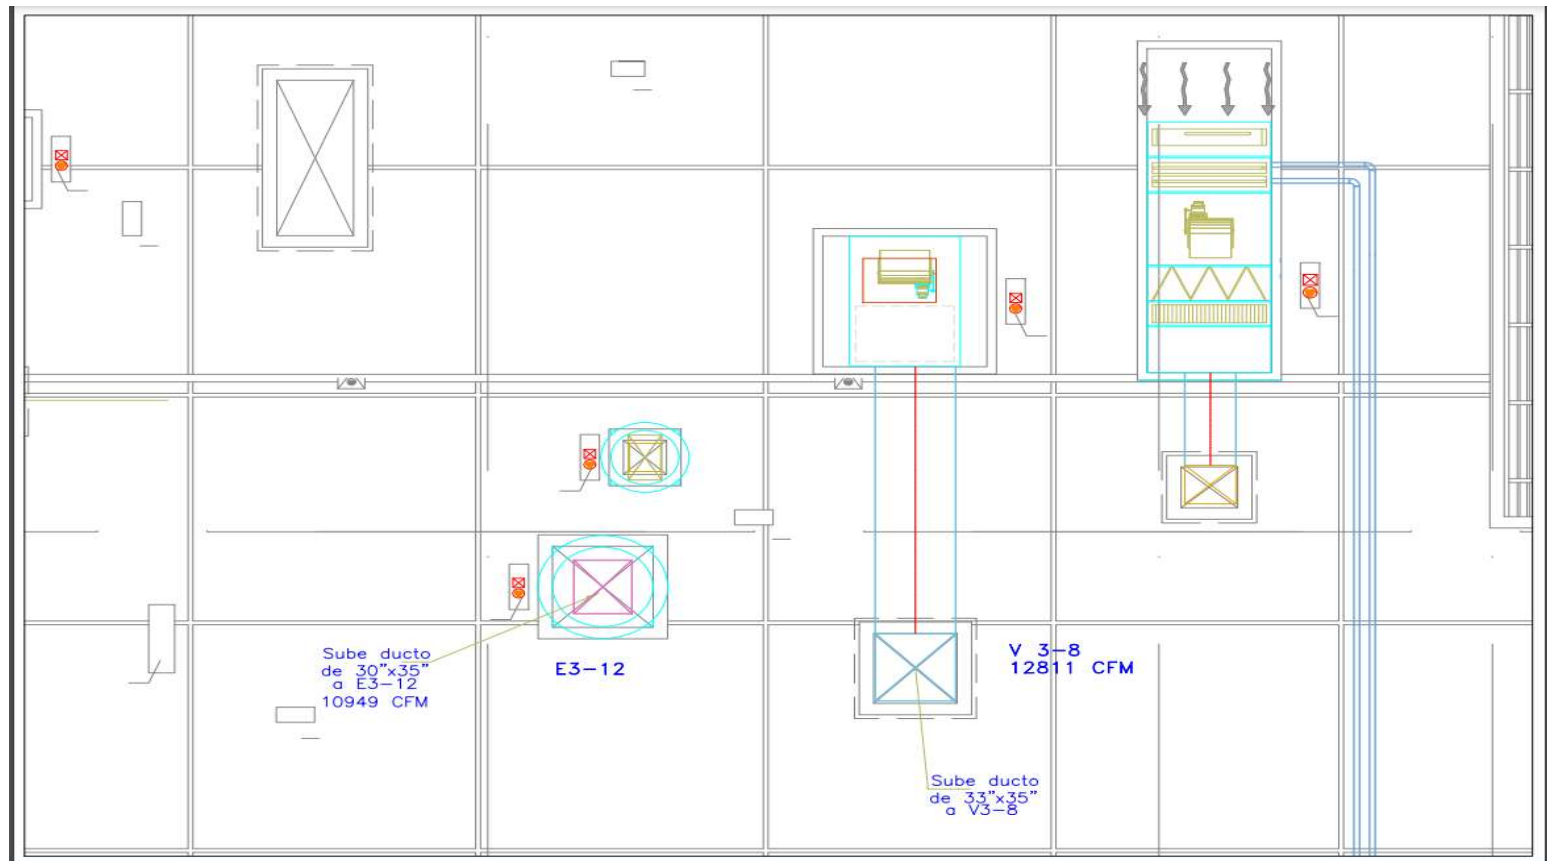 Sube ducto
de 30"x35"
a E3-12
10949 CFM
E3-12
V 3-8
12811 CFM
Sube ducto
de 33"x35"
a V3-8